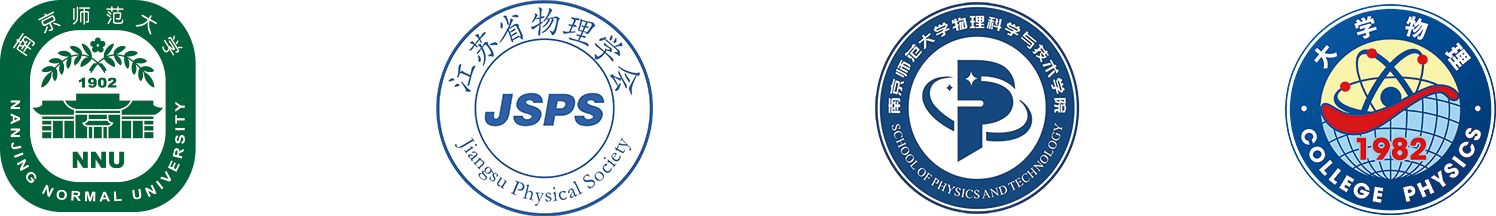 南京师范大学
1902
NNU
NANJING NORMAL UNIVERSITY
江苏省物理学会
JSPS
Jiangsu Physical Society
南京师范大学物理科学与技术学院
SCHOOL OF PHYSICS AND TECHNOLOGY
大学物理
1982
COLLEGE PHYSICS